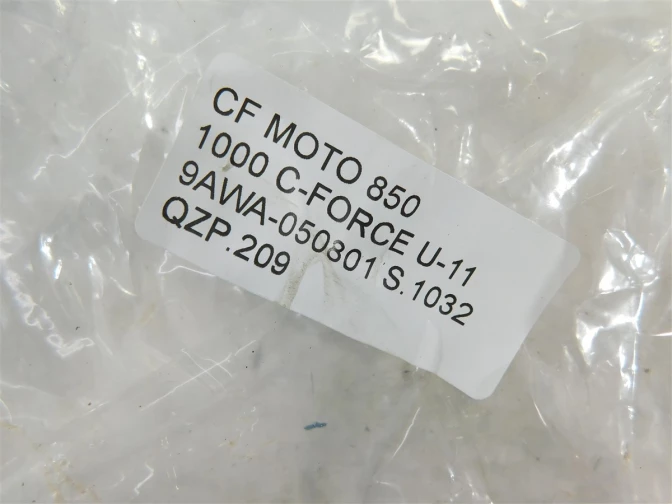 CF MOTO 850
1000 C-FORCE U-11
9AWA-050801 S.1032
QZP.209